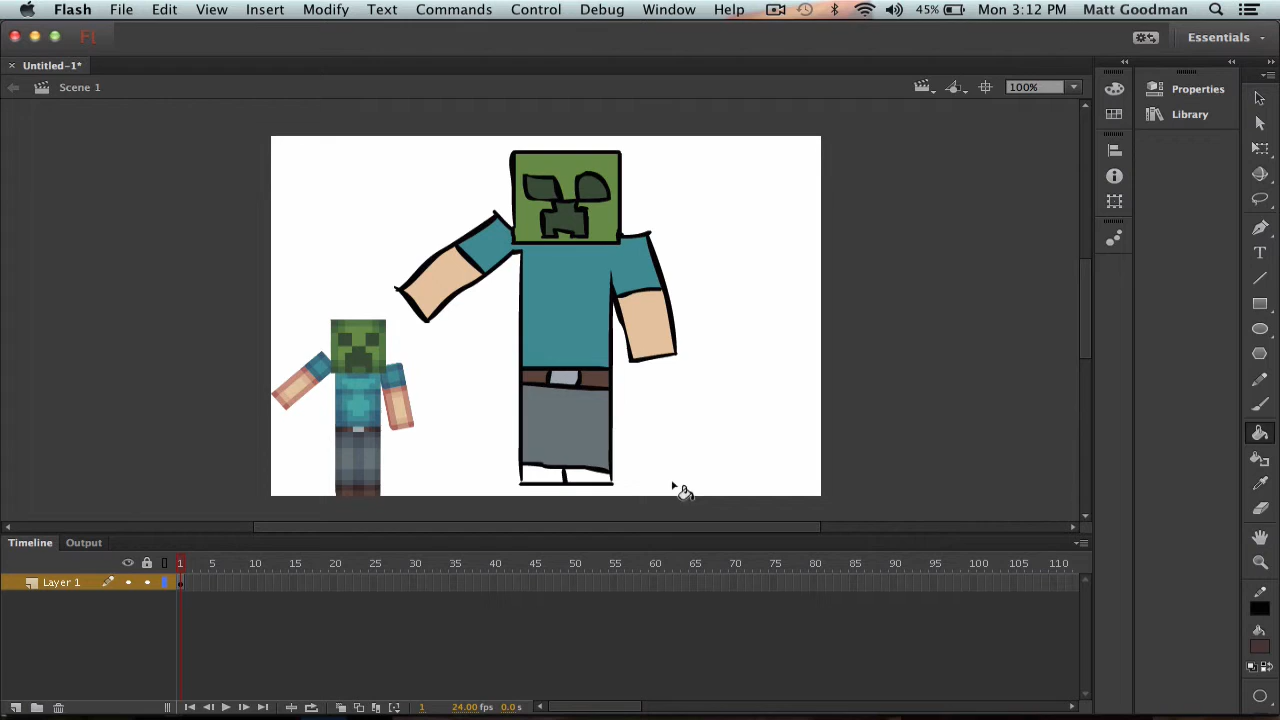 Flash File Edit View Insert Modify Text Commands Control Debug Window Help 45% Mon 3:12 PM Matt Goodman
Fl Essentials
× Untitled-1*
Scene 1 100%
Properties
Library
T
Timeline Output
1 5 10 15 20 25 30 35 40 45 50 55 60 65 70 75 80 85 90 95 100 105 110
Layer 1
1 24.00 fps 0.0 s